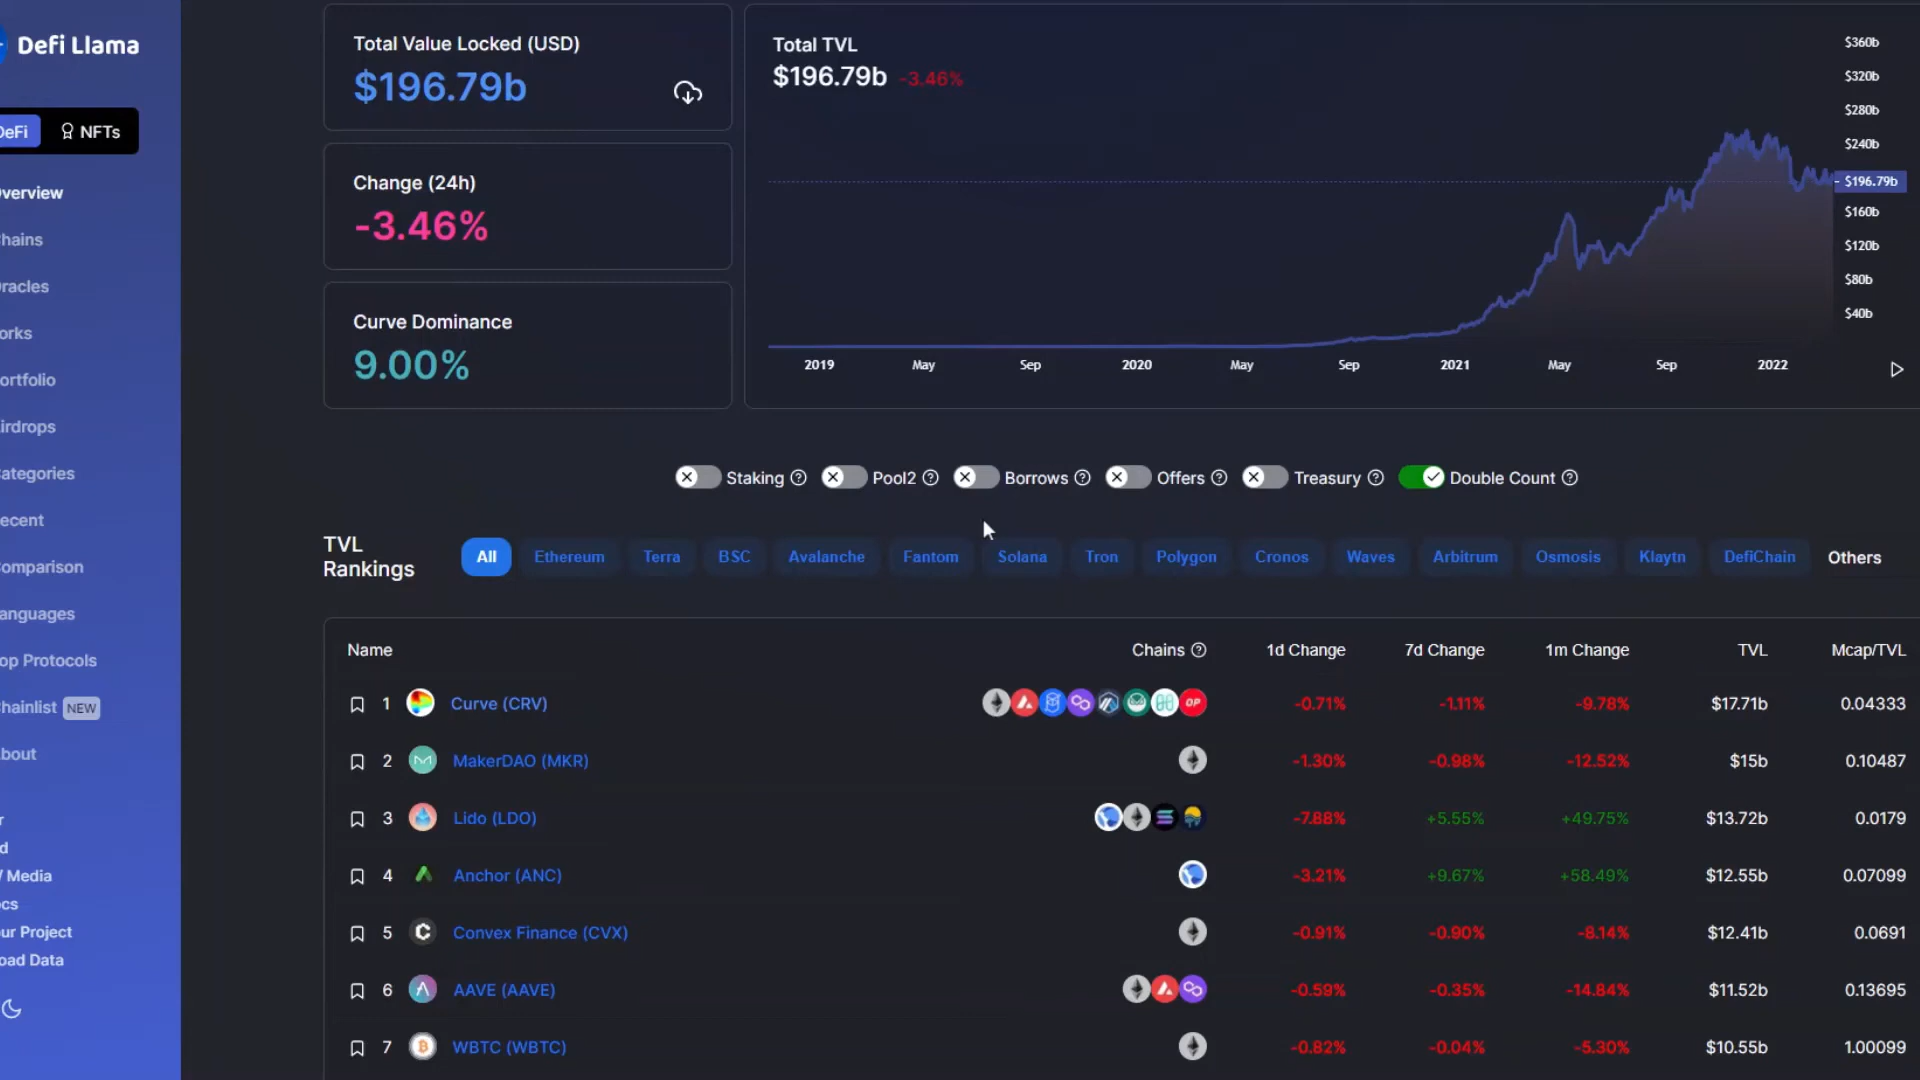 Defi Llama
DeFi
NFTs
verview
hains
racles
orks
ortfolio
irdrops
ategories
ecent
omparison
anguages
op Protocols
hainlist NEW
bout
r
d
/ Media
cs
ur Project
oad Data
Total Value Locked (USD)
$196.79b
Change (24h)
-3.46%
Curve Dominance
9.00%
Total TVL
$196.79b -3.46%
$360b
$320b
$280b
$240b
$196.79b
$160b
$120b
$80b
$40b
2019 May Sep 2020 May Sep 2021 May Sep 2022
Staking Pool2 Borrows Offers Treasury Double Count
TVL
Rankings
All Ethereum Terra BSC Avalanche Fantom Solana Tron Polygon Cronos Waves Arbitrum Osmosis Klaytn DefiChain Others
Name Chains 1d Change 7d Change 1m Change TVL Mcap/TVL
1 Curve (CRV) OP -0.71% -1.11% -9.78% $17.71b 0.04333
2 MakerDAO (MKR) -1.30% -0.98% -12.52% $15b 0.10487
3 Lido (LDO) -7.88% +5.55% +49.75% $13.72b 0.0179
4 Anchor (ANC) -3.21% +9.67% +58.49% $12.55b 0.07099
5 Convex Finance (CVX) -0.91% -0.90% -8.14% $12.41b 0.0691
6 AAVE (AAVE) -0.59% -0.35% -14.84% $11.52b 0.13695
7 WBTC (WBTC) -0.82% -0.04% -5.30% $10.55b 1.00099